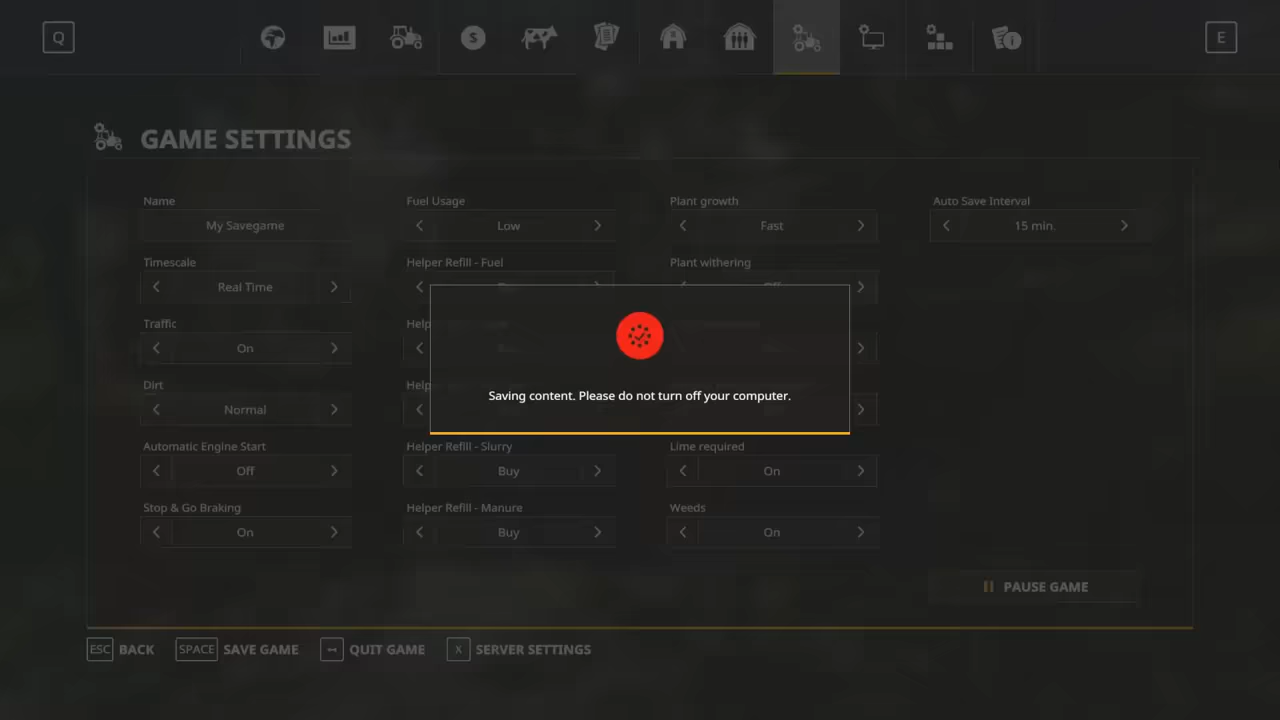 Q
E
GAME SETTINGS
Name
My Savegame
Fuel Usage
Low
Plant growth
Fast
Auto Save Interval
15 min.
Timescale
Real Time
Helper Refill - Fuel
Plant withering
Off
Traffic
On
Help
Dirt
Normal
Help
Saving content. Please do not turn off your computer.
Automatic Engine Start
Off
Helper Refill - Slurry
Buy
Lime required
On
Stop & Go Braking
On
Helper Refill - Manure
Buy
Weeds
On
PAUSE GAME
ESC BACK
SPACE SAVE GAME
QUIT GAME
X SERVER SETTINGS